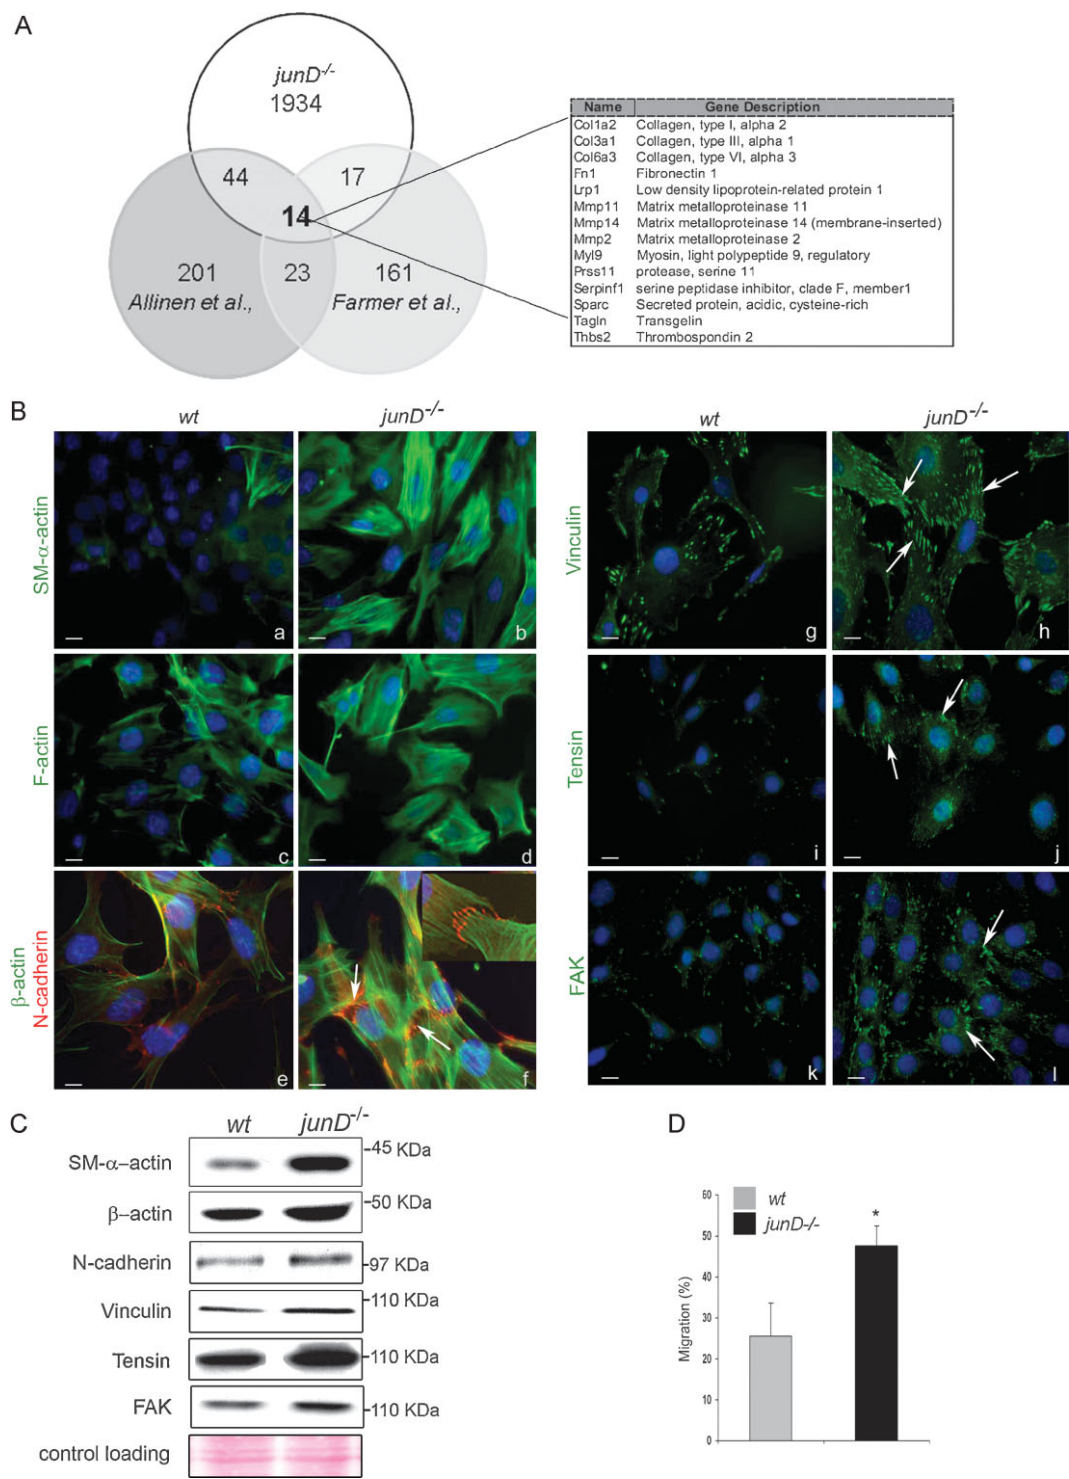 A
junD-/-
1934
44
17
14
201
23
161
Allinen et al.,
Farmer et al.,
Name Gene Description
Col1a2 Collagen, type I, alpha 2
Col3a1 Collagen, type III, alpha 1
Col6a3 Collagen, type VI, alpha 3
Fn1 Fibronectin 1
Lrp1 Low density lipoprotein-related protein 1
Mmp11 Matrix metalloproteinase 11
Mmp14 Matrix metalloproteinase 14 (membrane-inserted)
Mmp2 Matrix metalloproteinase 2
Myl9 Myosin, light polypeptide 9, regulatory
Prss11 protease, serine 11
Serpinf1 serine peptidase inhibitor, clade F, member1
Sparc Secreted protein, acidic, cysteine-rich
Tagln Transgelin
Thbs2 Thrombospondin 2
B
wt
junD-/-
SM-α-actin
a
b
F-actin
c
d
β-actin
N-cadherin
e
f
wt
junD-/-
Vinculin
g
h
Tensin
i
j
FAK
k
l
C
wt
junD-/-
SM-α-actin
-45 KDa
β-actin
-50 KDa
N-cadherin
-97 KDa
Vinculin
-110 KDa
Tensin
-110 KDa
FAK
-110 KDa
control loading
D
wt
junD-/-
*
Migration (%)
60
50
40
30
20
10
0